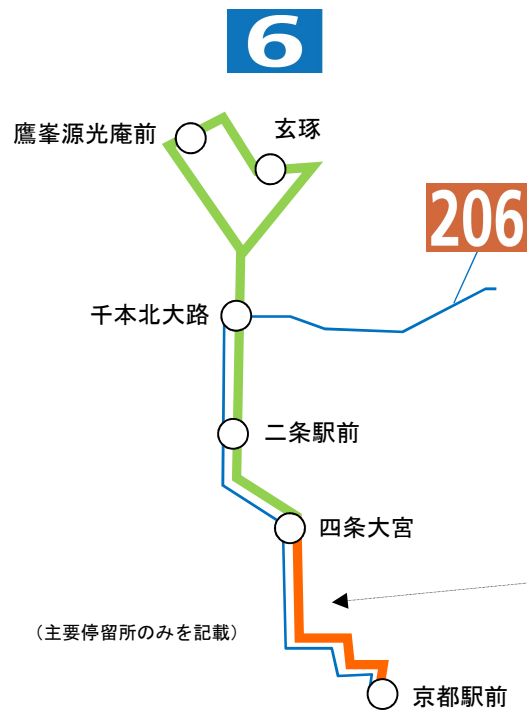 6
鷹峯源光庵前
玄琢
206
千本北大路
二条駅前
四条大宮
（主要停留所のみを記載）
京都駅前